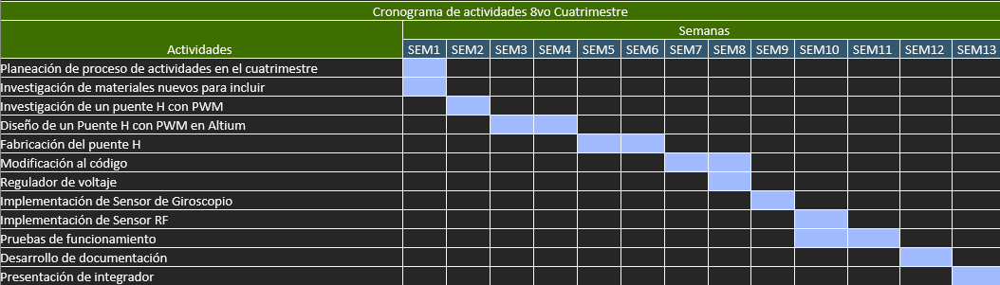 Cronograma de actividades 8vo Cuatrimestre
Semanas
Actividades SEM1 SEM2 SEM3 SEM4 SEM5 SEM6 SEM7 SEM8 SEM9 SEM10 SEM11 SEM12 SEM13
Planeación de proceso de actividades en el cuatrimestre
Investigación de materiales nuevos para incluir
Investigación de un puente H con PWM
Diseño de un Puente H con PWM en Altium
Fabricación del puente H
Modificación al código
Regulador de voltaje
Implementación de Sensor de Giroscopio
Implementación de Sensor RF
Pruebas de funcionamiento
Desarrollo de documentación
Presentación de integrador